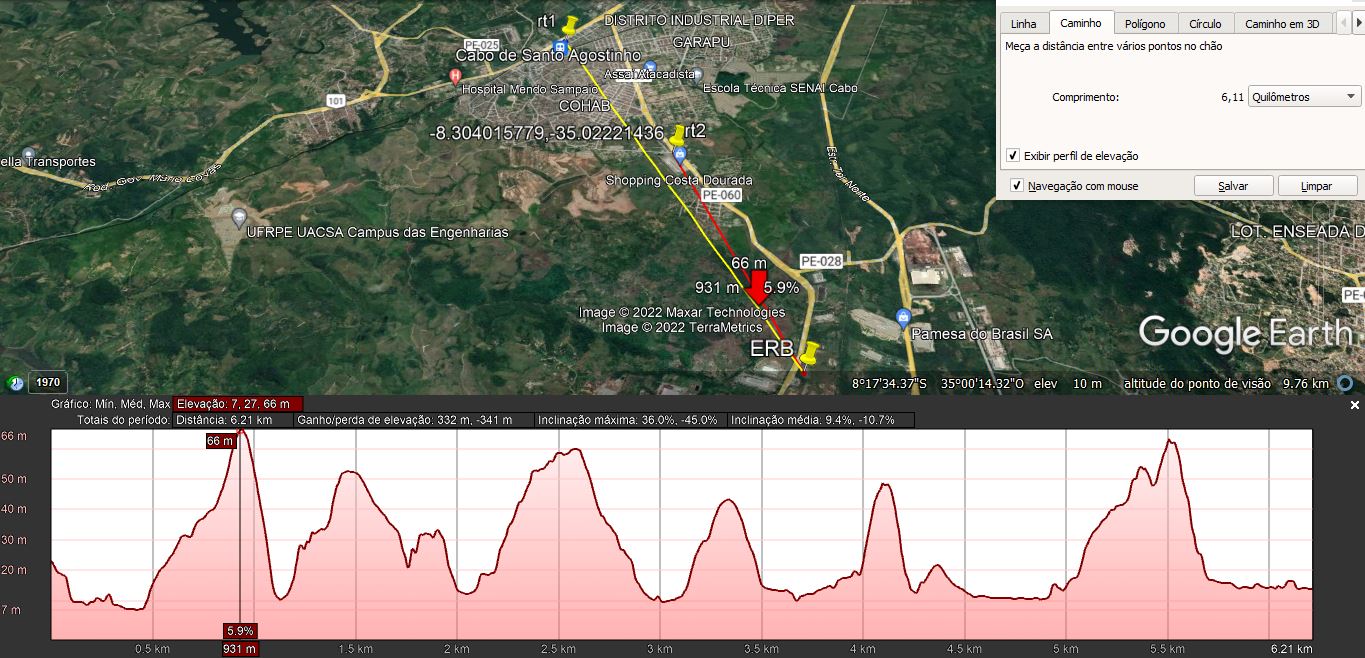 rt1
DISTRITO INDUSTRIAL DIPER
PE-025
GARAPU
Cabo de Santo Agostinho
Assaí Atacadista
Hospital Mendo Sampaio
Escola Técnica SENAI Cabo
101
COHAB
-8.304015779,-35.02221436
rt2
ella Transportes
Rod. Gov. Mário Covas
Shopping Costa Dourada
PE-060
UFRPE UACSA Campus das Engenharias
LOT. ENSEADA D
PE-028
66 m
931 m
5.9%
PE-
Image © 2022 Maxar Technologies
Image © 2022 TerraMetrics
Pamesa do Brasil SA
Google Earth
ERB
1970
8°17'34.37"S 35°00'14.32"O elev 10 m altitude do ponto de visão 9.76 km
Linha Caminho Polígono Círculo Caminho em 3D
Meça a distância entre vários pontos no chão
Comprimento: 6,11 Quilômetros
Exibir perfil de elevação
Navegação com mouse Salvar Limpar
Gráfico: Mín, Méd, Max Elevação: 7, 27, 66 m
Totais do período: Distância: 6.21 km Ganho/perda de elevação: 332 m, -341 m Inclinação máxima: 36.0%, -45.0% Inclinação média: 9.4%, -10.7%
66 m
66 m
50 m
40 m
30 m
20 m
7 m
5.9%
0.5 km 931 m 1.5 km 2 km 2.5 km 3 km 3.5 km 4 km 4.5 km 5 km 5.5 km 6.21 km